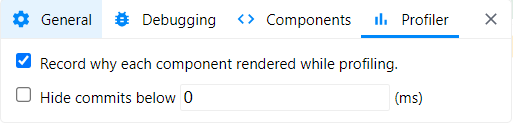 General Debugging Components Profiler
Record why each component rendered while profiling.
Hide commits below 0 (ms)